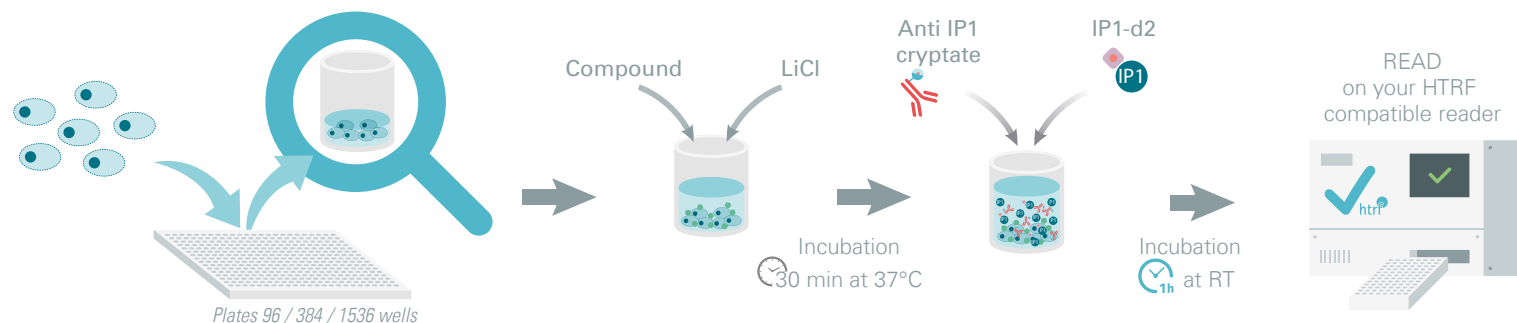 Plates 96 / 384 / 1536 wells
Compound
LiCl
Incubation
30 min at 37°C
Anti IP1
cryptate
IP1-d2
IP1
Incubation
1h
at RT
READ
on your HTRF
compatible reader
htrf